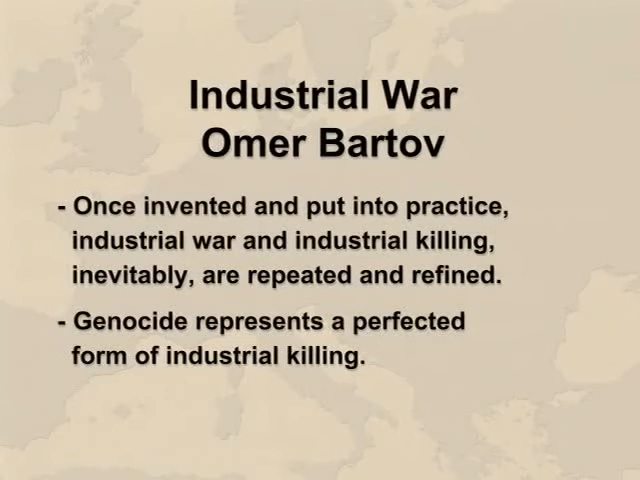 Industrial War
Omer Bartov
- Once invented and put into practice,
industrial war and industrial killing,
inevitably, are repeated and refined.
- Genocide represents a perfected
form of industrial killing.